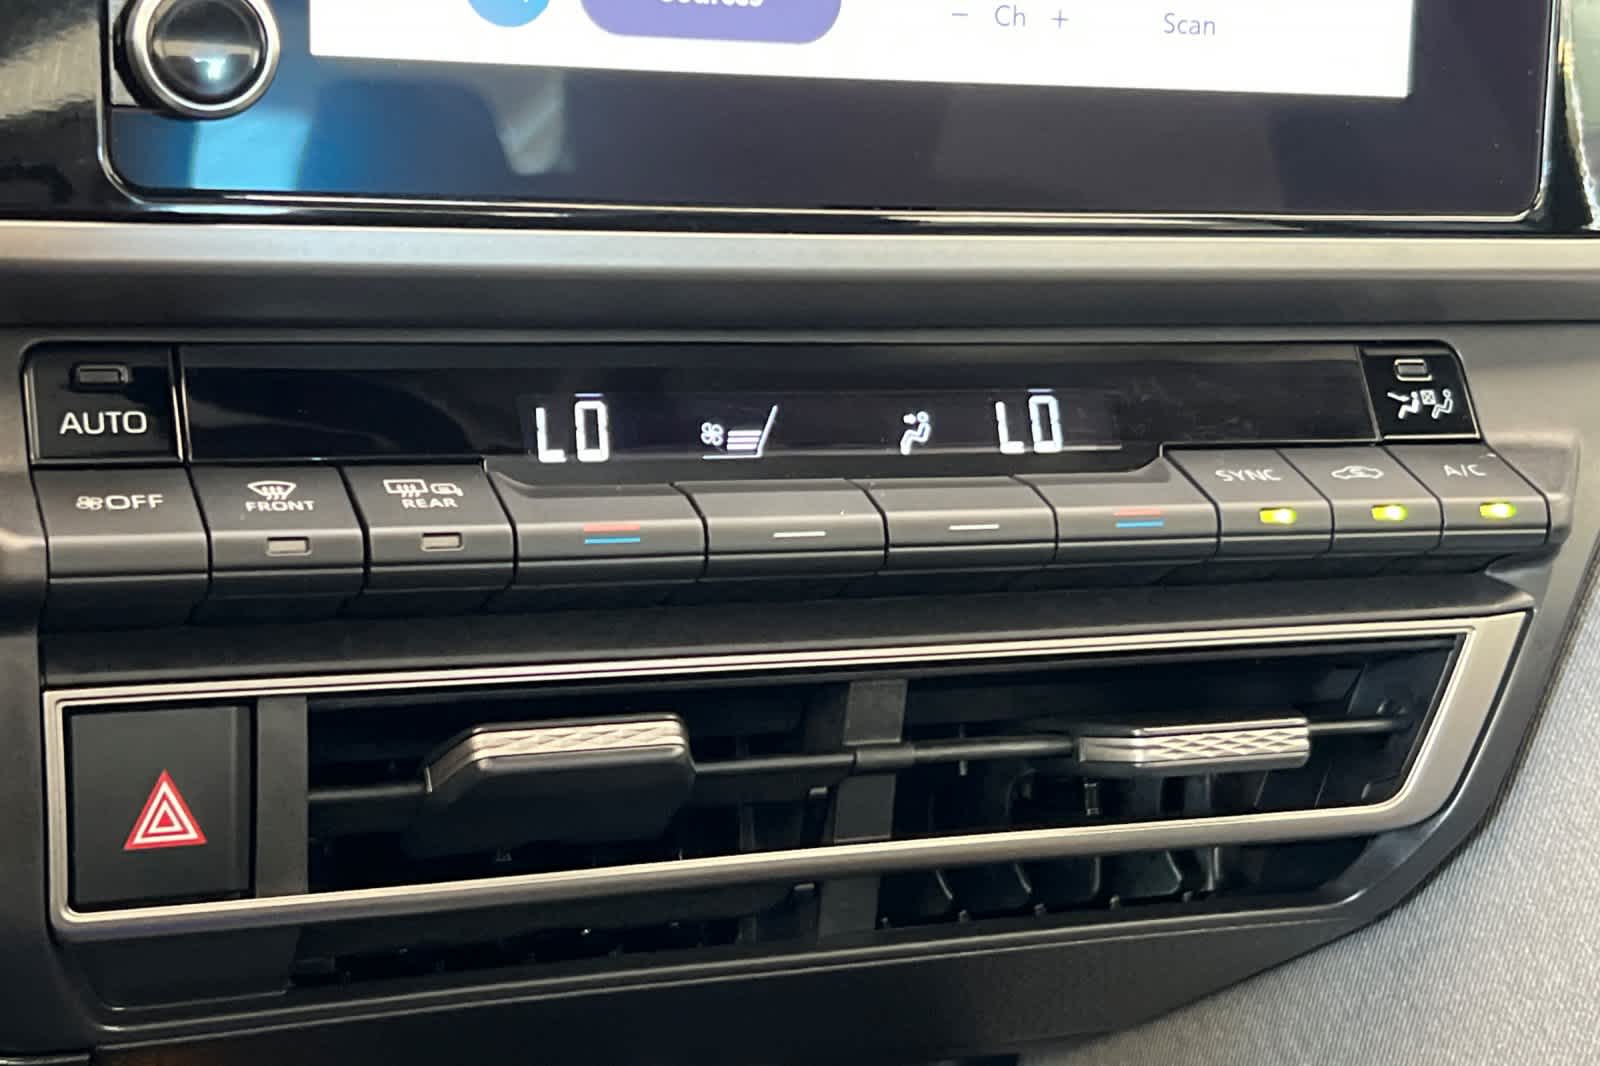 - Ch +
Scan
AUTO
LO
LO
OFF
FRONT
REAR
SYNC
A/C